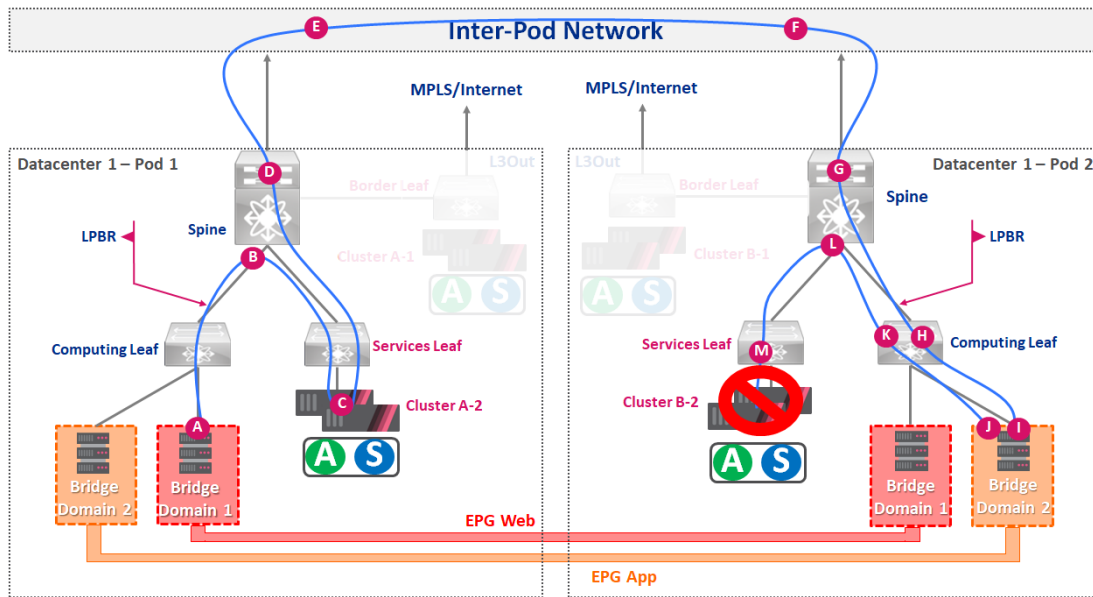 E
F
Inter-Pod Network
MPLS/Internet
MPLS/Internet
Datacenter 1 – Pod 1
L3Out
L3Out
Datacenter 1 – Pod 2
D
G
Border Leaf
Border Leaf
Spine
Spine
LPBR
LPBR
B
L
Cluster A-1
Cluster B-1
A
S
A
S
Computing Leaf
Services Leaf
Services Leaf
K
H
Computing Leaf
M
C
Cluster A-2
Cluster B-2
A
J
I
A
S
A
S
Bridge
Domain 2
Bridge
Domain 1
Bridge
Domain 1
Bridge
Domain 2
EPG Web
EPG App